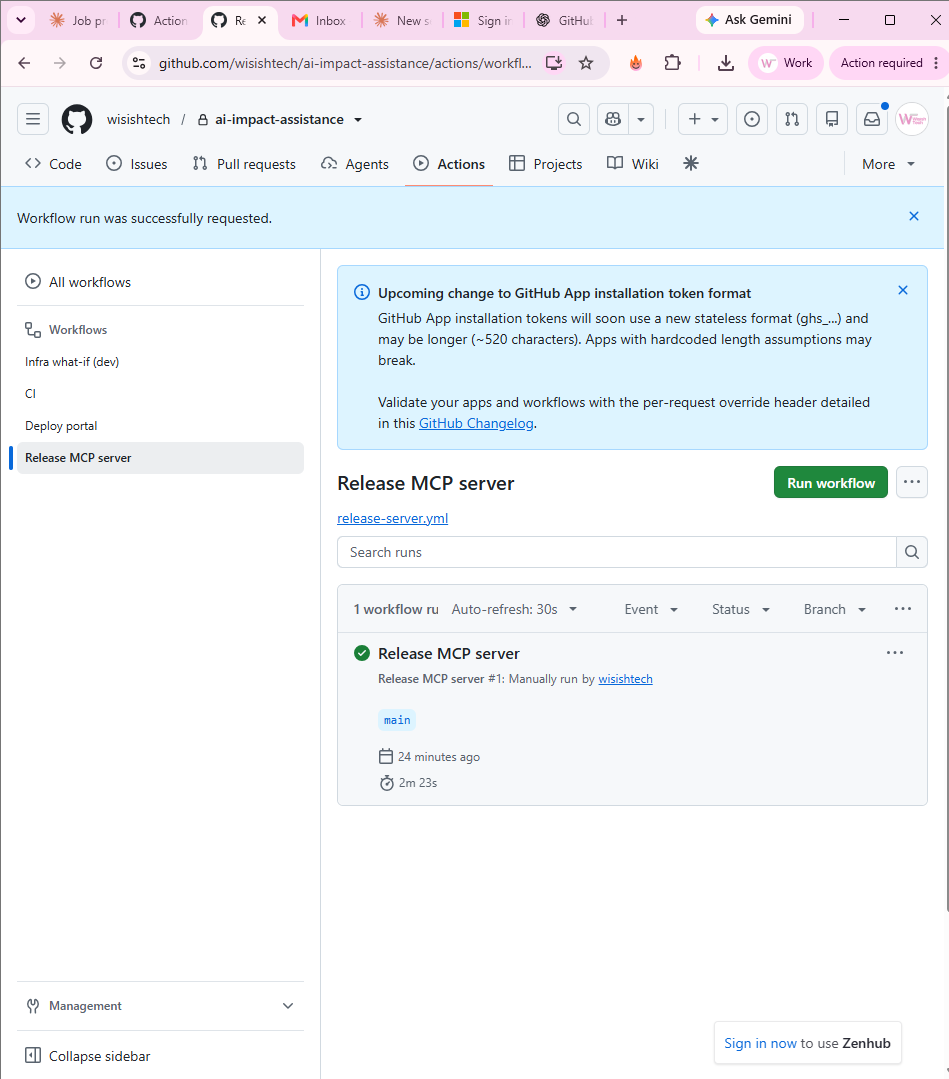 Job pr
Action
Re
Inbox
New s
Sign in
GitHub
Ask Gemini
github.com/wisishtech/ai-impact-assistance/actions/workfl...
Work
Action required
wisishtech / ai-impact-assistance
Code
Issues
Pull requests
Agents
Actions
Projects
Wiki
More
Workflow run was successfully requested.
All workflows
Workflows
Infra what-if (dev)
CI
Deploy portal
Release MCP server
Upcoming change to GitHub App installation token format
GitHub App installation tokens will soon use a new stateless format (ghs_...) and
may be longer (~520 characters). Apps with hardcoded length assumptions may
break.
Validate your apps and workflows with the per-request override header detailed
in this GitHub Changelog.
Release MCP server
Run workflow
release-server.yml
Search runs
1 workflow ru
Auto-refresh: 30s
Event
Status
Branch
Release MCP server
Release MCP server #1: Manually run by wisishtech
main
24 minutes ago
2m 23s
Management
Collapse sidebar
Sign in now to use Zenhub